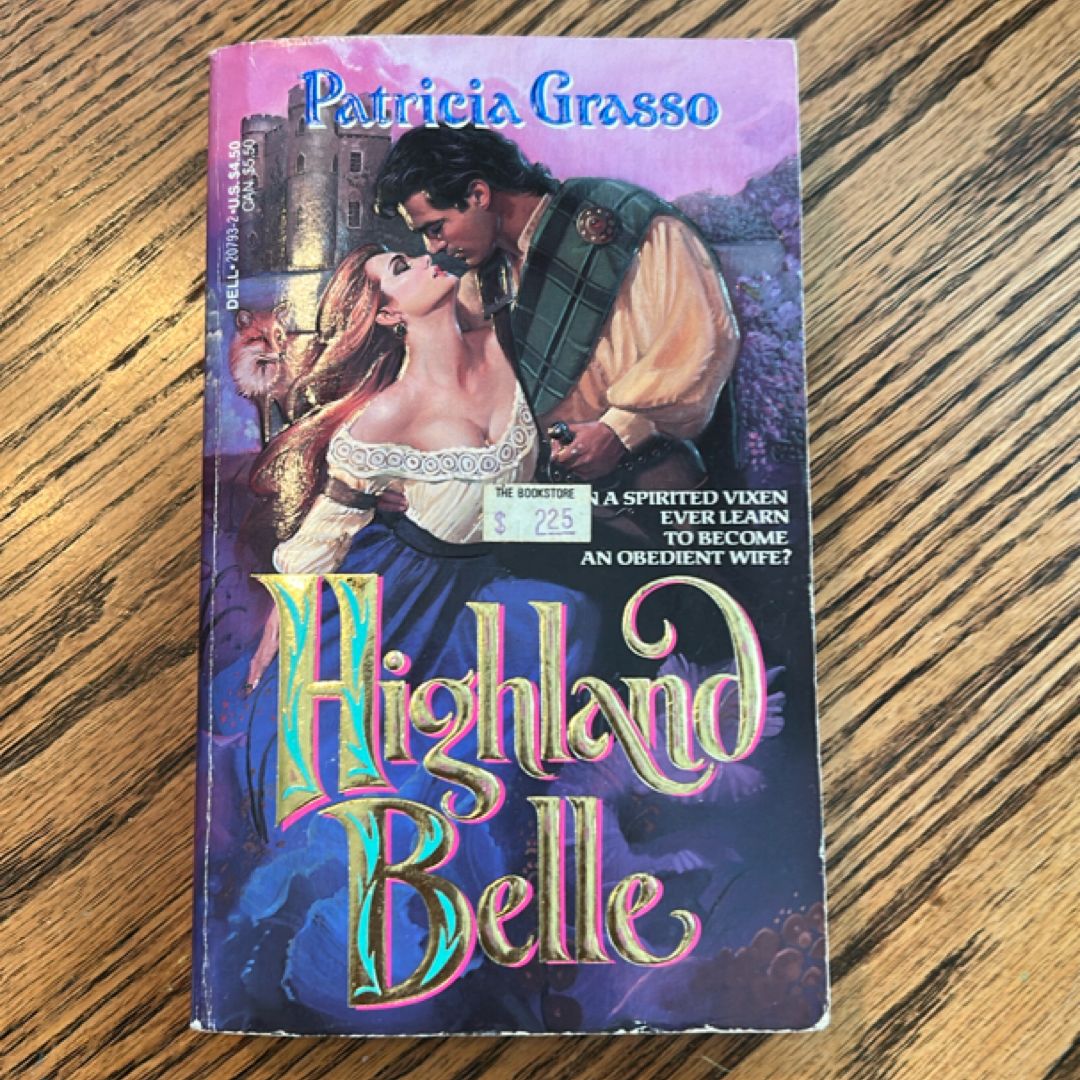 Patricia Grasso
DELL • 20793-2 • U.S. $4.50
CAN. $5.50
THE BOOKSTORE
$ 225
N A SPIRITED VIXEN
EVER LEARN
TO BECOME
AN OBEDIENT WIFE?
Highland
Belle